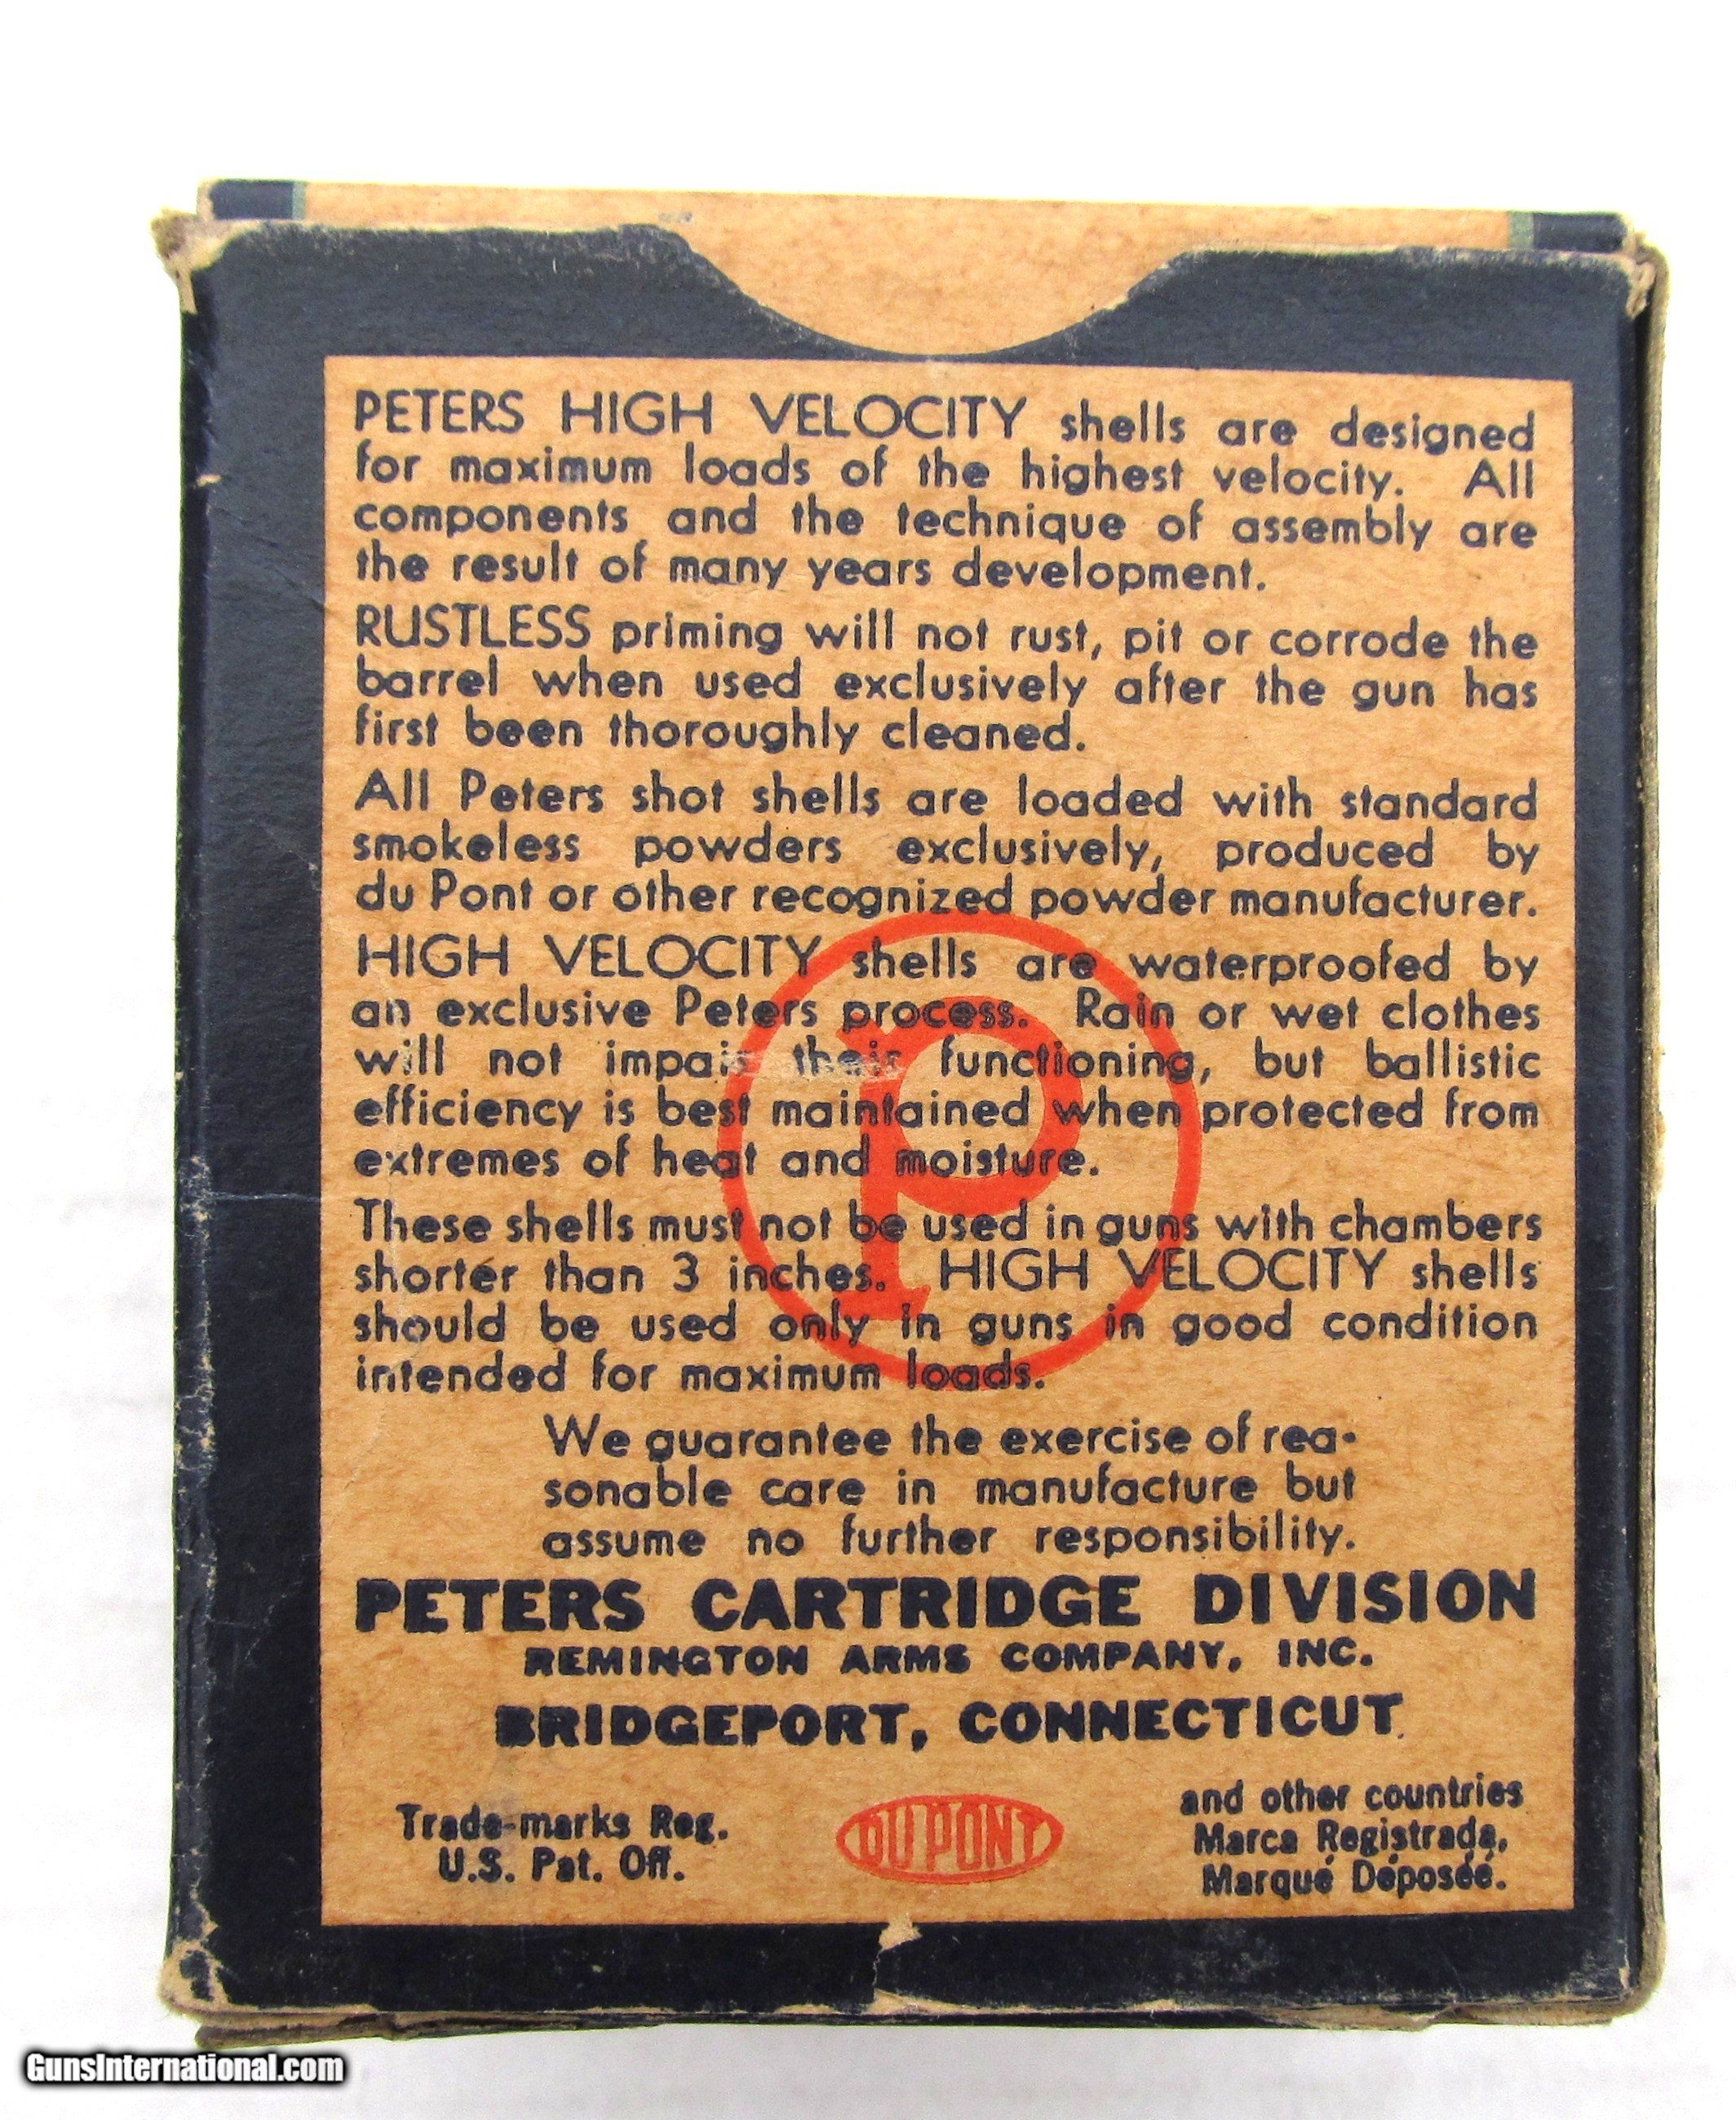 PETERS HIGH VELOCITY shells are designed
for maximum loads of the highest velocity. All
components and the technique of assembly are
the result of many years development.
RUSTLESS priming will not rust, pit or corrode the
barrel when used exclusively after the gun has
first been thoroughly cleaned.
All Peters shot shells are loaded with standard
smokeless powders exclusively, produced by
du Pont or other recognized powder manufacturer.
HIGH VELOCITY shells are waterproofed by
an exclusive Peters process. Rain or wet clothes
will not impair their functioning, but ballistic
efficiency is best maintained when protected from
extremes of heat and moisture.
These shells must not be used in guns with chambers
shorter than 3 inches. HIGH VELOCITY shells
should be used only in guns in good condition
intended for maximum loads.
P
We guarantee the exercise of rea-
sonable care in manufacture but
assume no further responsibility.
PETERS CARTRIDGE DIVISION
REMINGTON ARMS COMPANY, INC.
BRIDGEPORT, CONNECTICUT.
Trade-marks Reg.
U.S. Pat. Off.
DU PONT
and other countries
Marca Registrada,
Marqué Déposéé.
GunsInternational.com